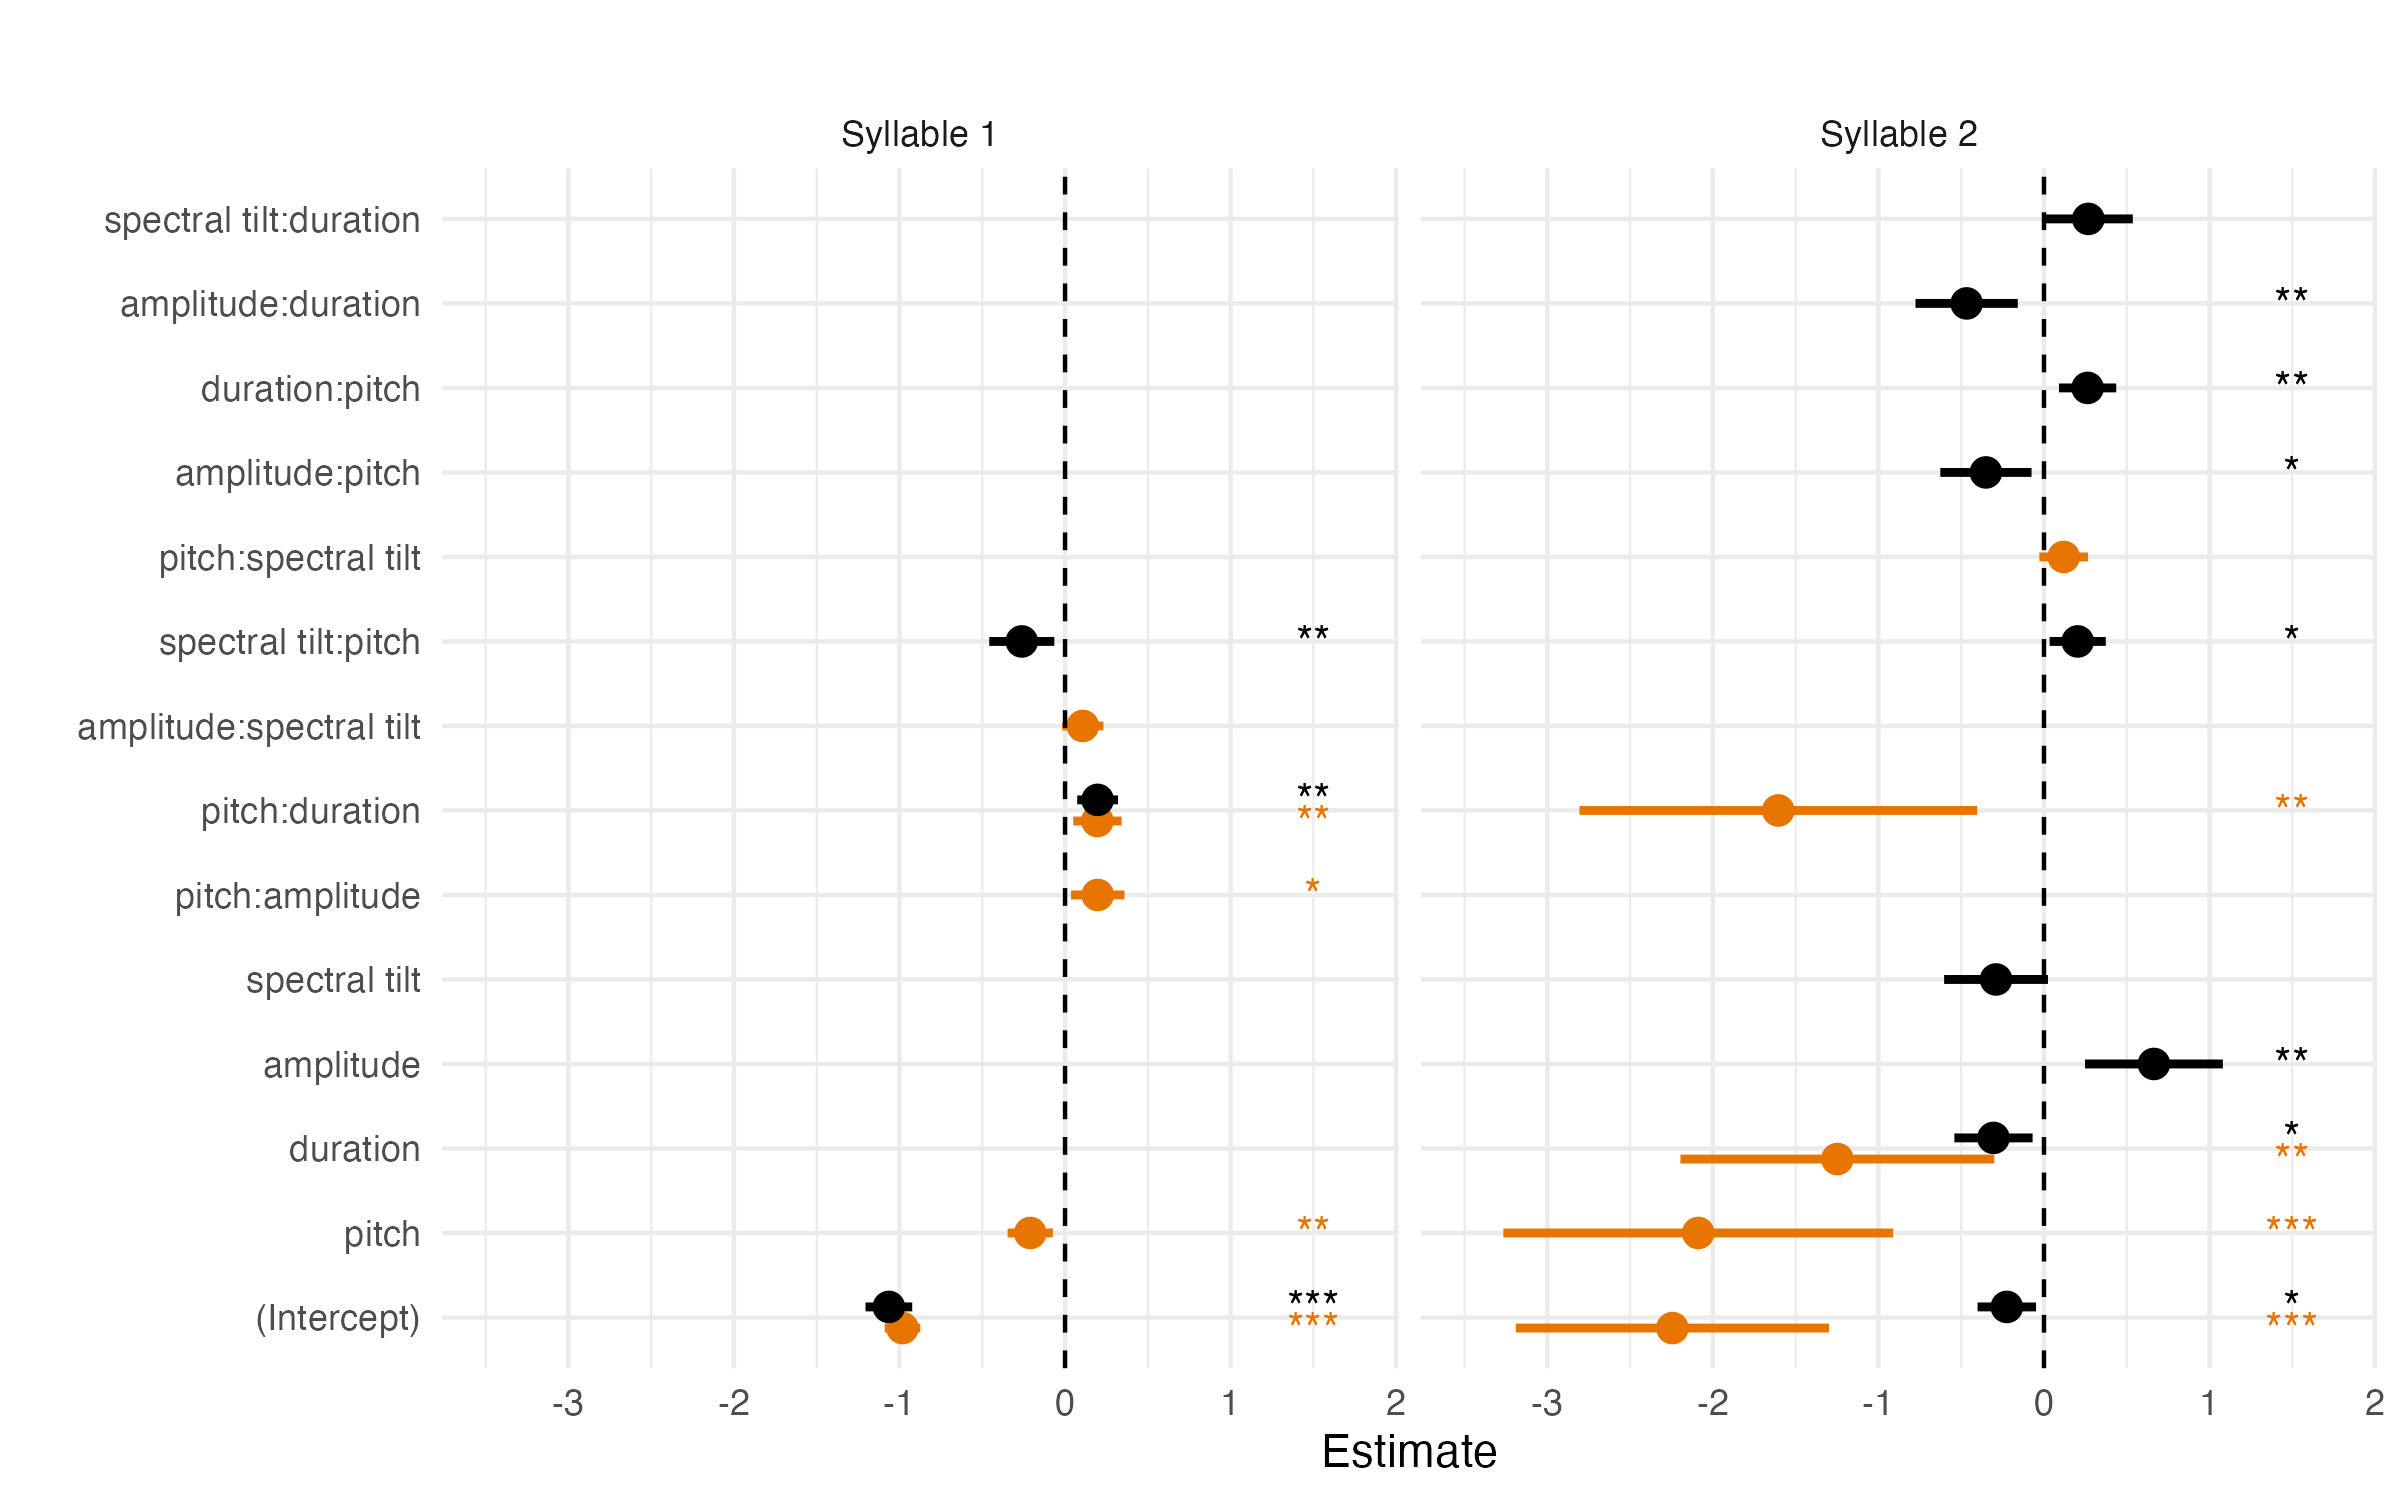 Syllable 1
Syllable 2
spectral tilt:duration
amplitude:duration
**
duration:pitch
**
amplitude:pitch
*
pitch:spectral tilt
spectral tilt:pitch
**
*
amplitude:spectral tilt
pitch:duration
**
**
**
pitch:amplitude
*
spectral tilt
amplitude
**
duration
*
**
pitch
**
***
(Intercept)
***
***
*
***
-3 -2 -1 0 1 2
-3 -2 -1 0 1 2
Estimate